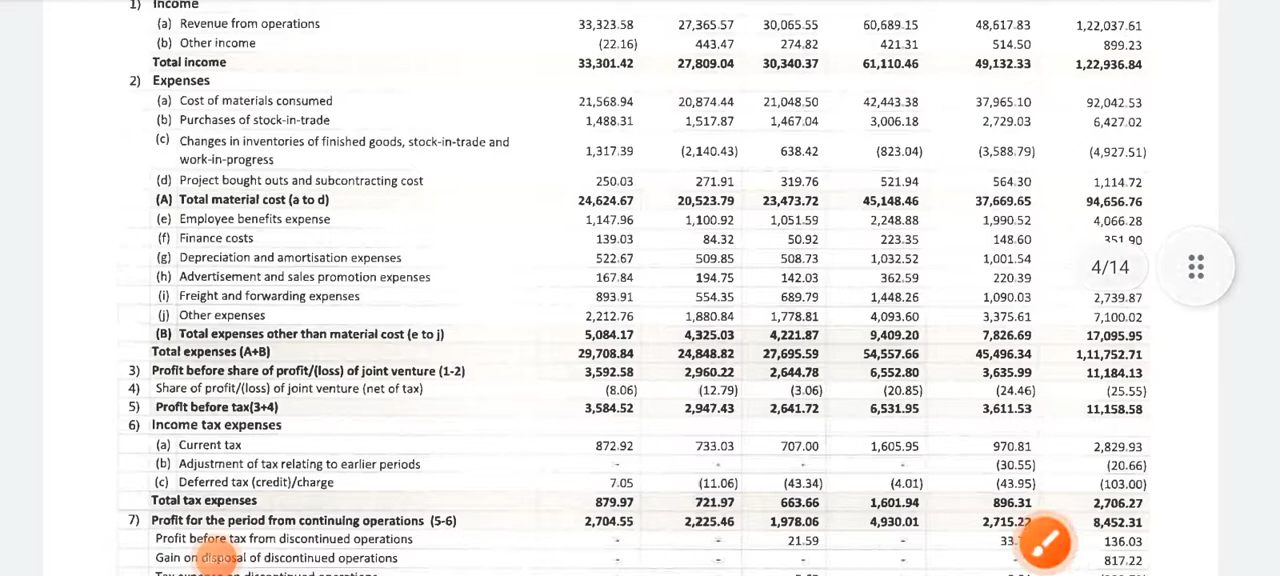 1) Income
(a) Revenue from operations 33,323.58 27,365.57 30,065.55 60,689.15 48,617.83 1,22,037.61
(b) Other income (22.16) 443.47 274.82 421.31 514.50 899.23
Total income 33,301.42 27,809.04 30,340.37 61,110.46 49,132.33 1,22,936.84
2) Expenses
(a) Cost of materials consumed 21,568.94 20,874.44 21,048.50 42,443.38 37,965.10 92,042.53
(b) Purchases of stock-in-trade 1,488.31 1,517.87 1,467.04 3,006.18 2,729.03 6,427.02
(c) Changes in inventories of finished goods, stock-in-trade and
work-in-progress 1,317.39 (2,140.43) 638.42 (823.04) (3,588.79) (4,927.51)
(d) Project bought outs and subcontracting cost 250.03 271.91 319.76 521.94 564.30 1,114.72
(A) Total material cost (a to d) 24,624.67 20,523.79 23,473.72 45,148.46 37,669.65 94,656.76
(e) Employee benefits expense 1,147.96 1,100.92 1,051.59 2,248.88 1,990.52 4,066.28
(f) Finance costs 139.03 84.32 50.92 223.35 148.60 351.90
(g) Depreciation and amortisation expenses 522.67 509.85 508.73 1,032.52 1,001.54
4/14
(h) Advertisement and sales promotion expenses 167.84 194.75 142.03 362.59 220.39
(i) Freight and forwarding expenses 893.91 554.35 689.79 1,448.26 1,090.03 2,739.87
(j) Other expenses 2,212.76 1,880.84 1,778.81 4,093.60 3,375.61 7,100.02
(B) Total expenses other than material cost (e to j) 5,084.17 4,325.03 4,221.87 9,409.20 7,826.69 17,095.95
Total expenses (A+B) 29,708.84 24,848.82 27,695.59 54,557.66 45,496.34 1,11,752.71
3) Profit before share of profit/(loss) of joint venture (1-2) 3,592.58 2,960.22 2,644.78 6,552.80 3,635.99 11,184.13
4) Share of profit/(loss) of joint venture (net of tax) (8.06) (12.79) (3.06) (20.85) (24.46) (25.55)
5) Profit before tax(3+4) 3,584.52 2,947.43 2,641.72 6,531.95 3,611.53 11,158.58
6) Income tax expenses
(a) Current tax 872.92 733.03 707.00 1,605.95 970.81 2,829.93
(b) Adjustment of tax relating to earlier periods - - - - (30.55) (20.66)
(c) Deferred tax (credit)/charge 7.05 (11.06) (43.34) (4.01) (43.95) (103.00)
Total tax expenses 879.97 721.97 663.66 1,601.94 896.31 2,706.27
7) Profit for the period from continuing operations (5-6) 2,704.55 2,225.46 1,978.06 4,930.01 2,715.22 8,452.31
Profit before tax from discontinued operations - - 21.59 - 33. 136.03
Gain on disposal of discontinued operations - - - - - 817.22